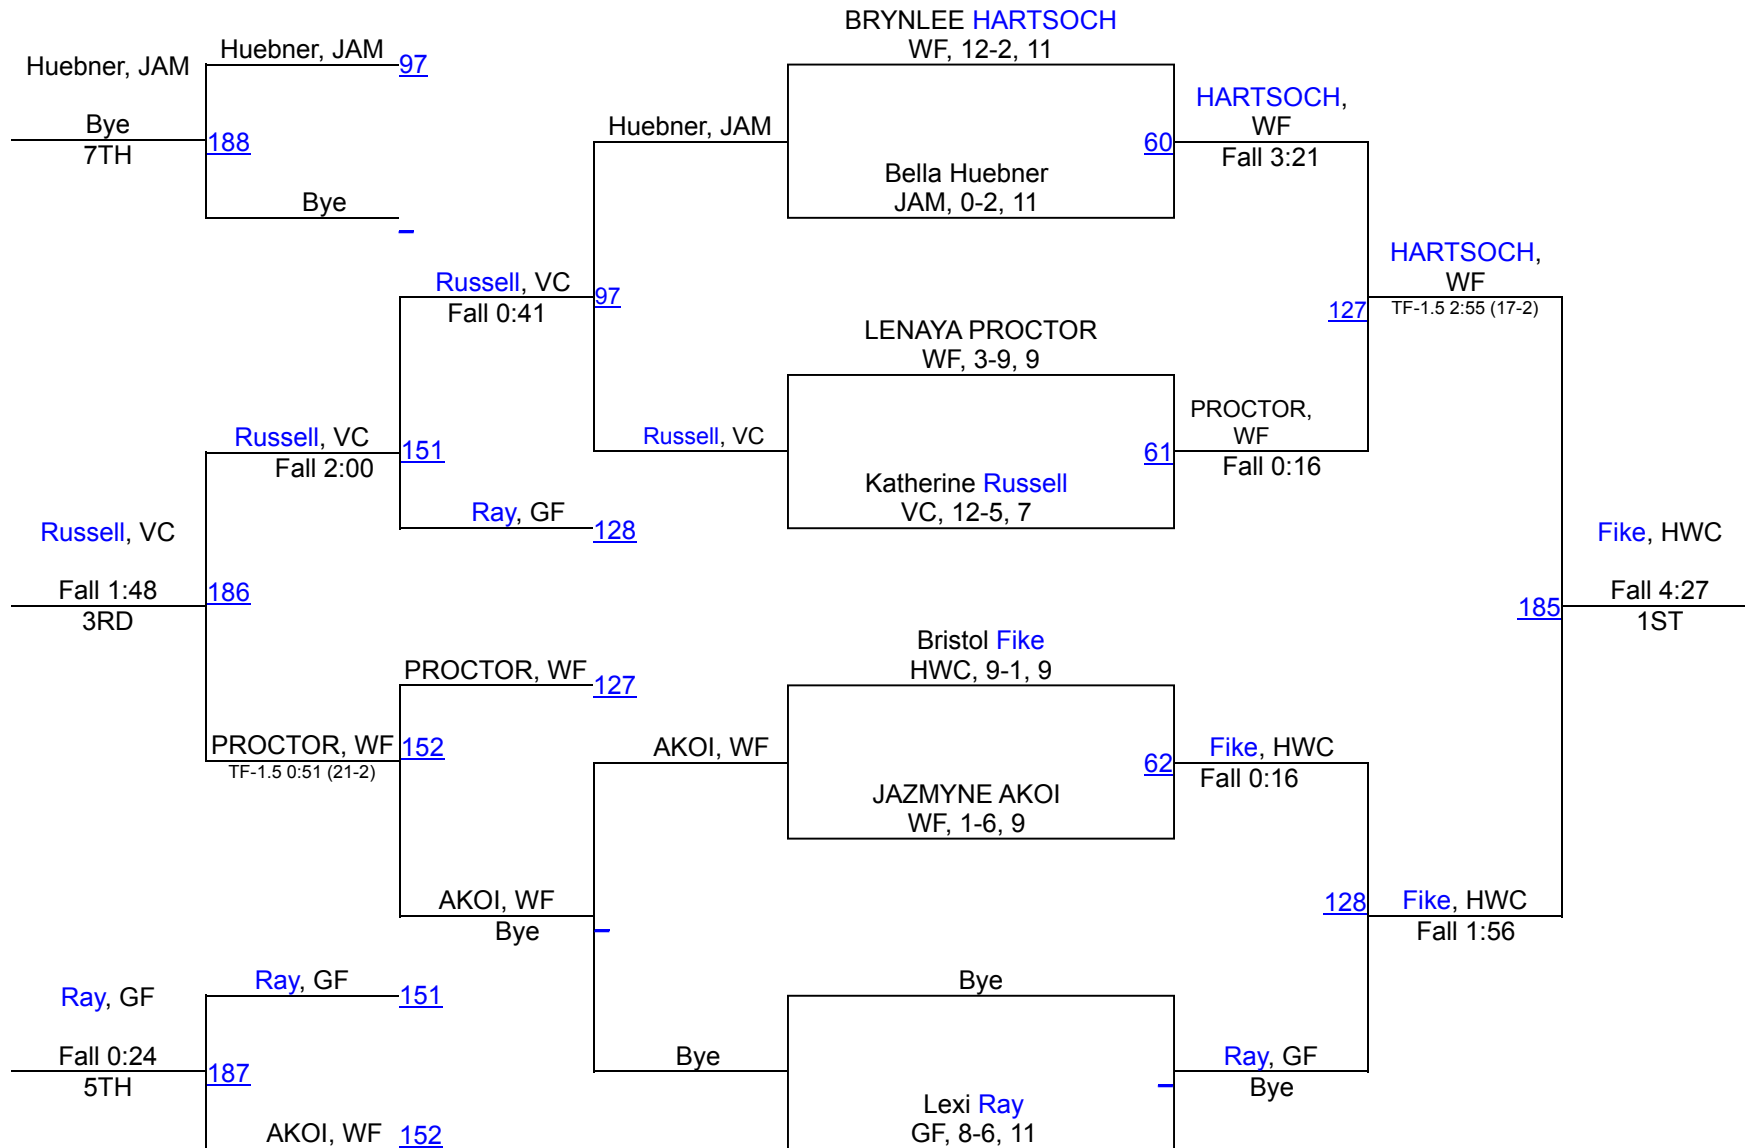 BRYNLEE HARTSOCH
WF, 12-2, 11
Huebner, JAM
Huebner, JAM
97
Bye
7TH
188
Bye
Huebner, JAM
60
HARTSOCH,
WF
Fall 3:21
Bella Huebner
JAM, 0-2, 11
Russell, VC
Fall 0:41
97
HARTSOCH,
WF
TF-1.5 2:55 (17-2)
127
LENAYA PROCTOR
WF, 3-9, 9
Russell, VC
Fall 2:00
151
Russell, VC
61
PROCTOR,
WF
Fall 0:16
Katherine Russell
VC, 12-5, 7
Ray, GF
128
Russell, VC
Fall 1:48
3RD
186
Fike, HWC
Fall 4:27
1ST
185
Bristol Fike
HWC, 9-1, 9
PROCTOR, WF
127
PROCTOR, WF
TF-1.5 0:51 (21-2)
152
AKOI, WF
62
Fike, HWC
Fall 0:16
JAZMYNE AKOI
WF, 1-6, 9
AKOI, WF
Bye
128
Fike, HWC
Fall 1:56
Ray, GF
Ray, GF
151
Bye
Fall 0:24
5TH
187
Bye
Ray, GF
Bye
Lexi Ray
GF, 8-6, 11
AKOI, WF
152